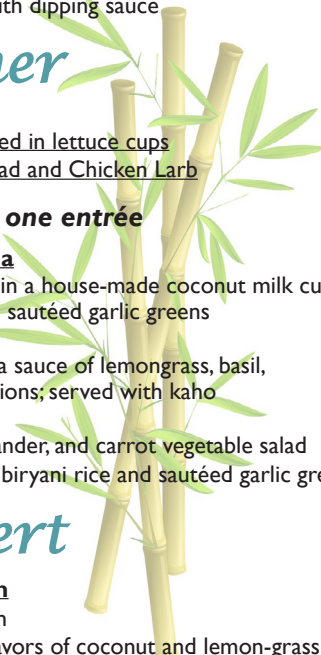 ith dipping sauce
ner
ed in lettuce cups
ad and Chicken Larb
one entrée
a
in a house-made coconut milk cu
sautéed garlic greens
a sauce of lemongrass, basil,
ions; served with kaho
ander, and carrot vegetable salad
biryani rice and sautéed garlic gre
ert
n
n
avors of coconut and lemon-grass